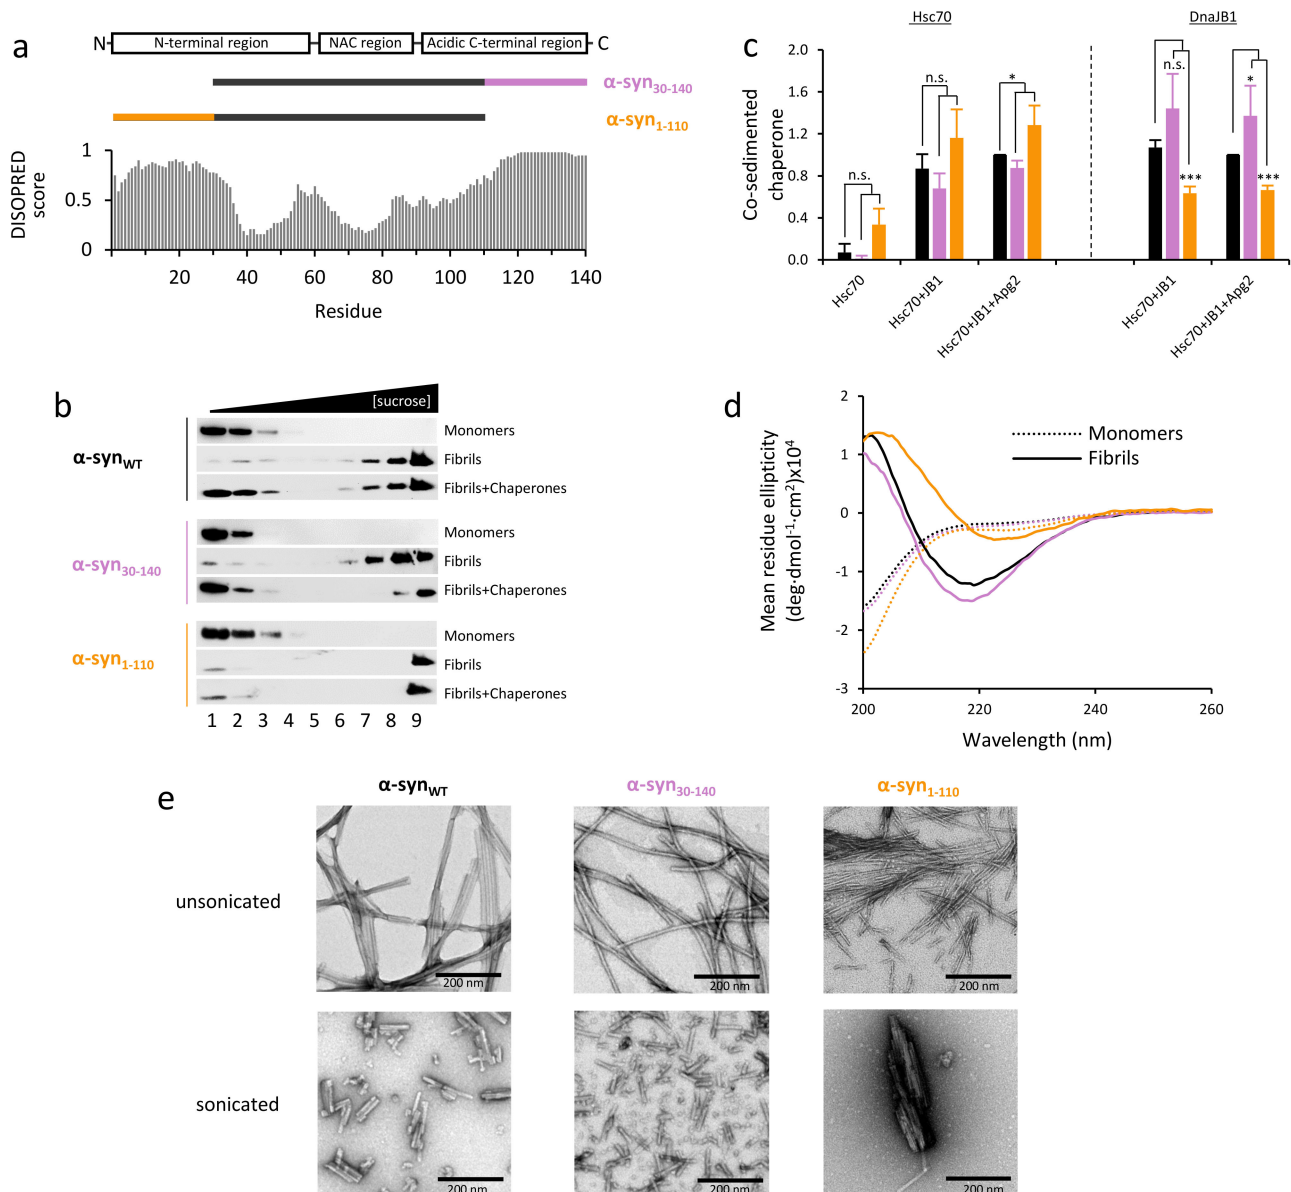 a
N
N-terminal region
NAC region
Acidic C-terminal region
C
α-syn30-140
α-syn1-110
DISOPRED
score
1
0.5
0
20
40
60
80
100
120
140
Residue
b
[sucrose]
α-synWT
Monomers
Fibrils
Fibrils+Chaperones
α-syn30-140
Monomers
Fibrils
Fibrils+Chaperones
α-syn1-110
Monomers
Fibrils
Fibrils+Chaperones
1 2 3 4 5 6 7 8 9
c
Hsc70
DnaJB1
Co-sedimented
chaperone
2.0
1.6
1.2
0.8
0.4
0.0
n.s.
n.s.
*
n.s.
***
*
***
Hsc70
Hsc70+JB1
Hsc70+JB1+Apg2
Hsc70+JB1
Hsc70+JB1+Apg2
d
Mean residue ellipticity
(deg·dmol-1·cm2)x104
2
1
0
-1
-2
-3
Monomers
Fibrils
200
220
240
260
Wavelength (nm)
e
α-synWT
α-syn30-140
α-syn1-110
unsonicated
200 nm
200 nm
200 nm
sonicated
200 nm
200 nm
200 nm